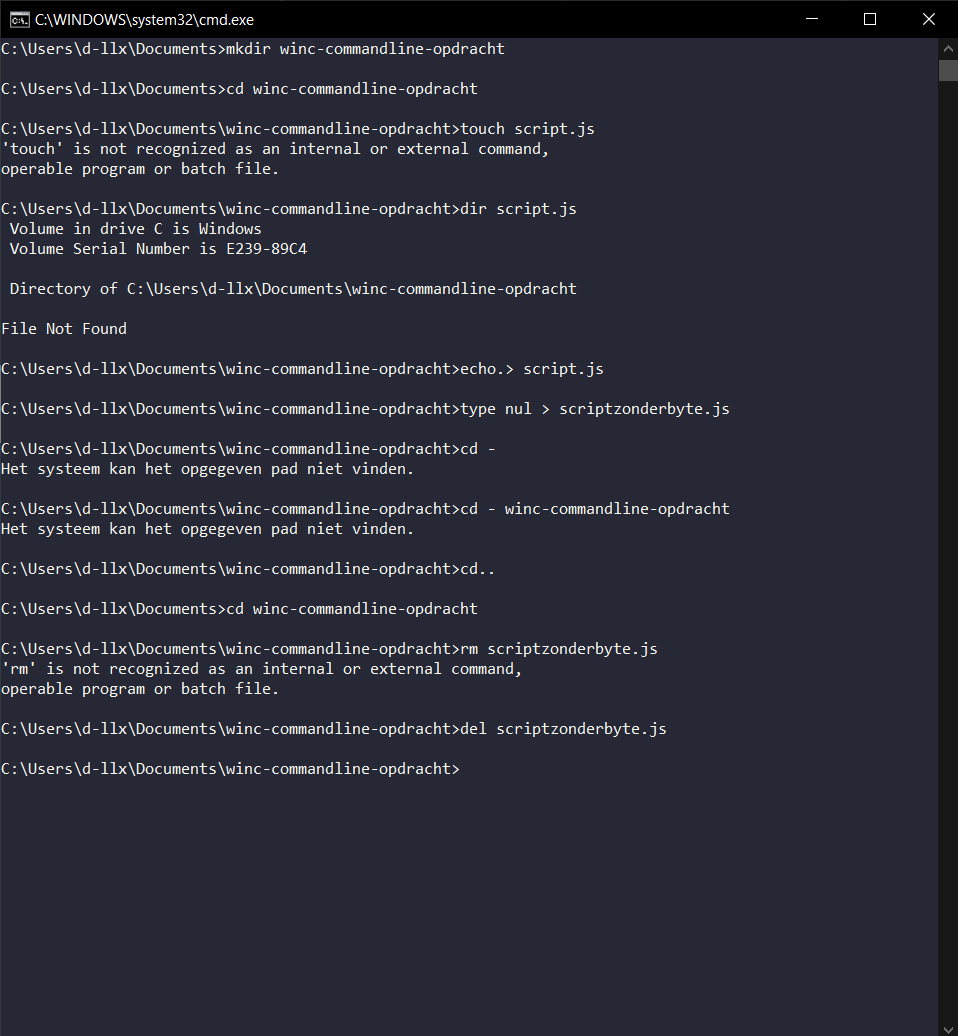 C:\WINDOWS\system32\cmd.exe
C:\Users\d-llx\Documents>mkdir winc-commandline-opdracht
C:\Users\d-llx\Documents>cd winc-commandline-opdracht
C:\Users\d-llx\Documents\winc-commandline-opdracht>touch script.js
'touch' is not recognized as an internal or external command,
operable program or batch file.
C:\Users\d-llx\Documents\winc-commandline-opdracht>dir script.js
 Volume in drive C is Windows
 Volume Serial Number is E239-89C4
 Directory of C:\Users\d-llx\Documents\winc-commandline-opdracht
File Not Found
C:\Users\d-llx\Documents\winc-commandline-opdracht>echo.> script.js
C:\Users\d-llx\Documents\winc-commandline-opdracht>type nul > scriptzonderbyte.js
C:\Users\d-llx\Documents\winc-commandline-opdracht>cd -
Het systeem kan het opgegeven pad niet vinden.
C:\Users\d-llx\Documents\winc-commandline-opdracht>cd - winc-commandline-opdracht
Het systeem kan het opgegeven pad niet vinden.
C:\Users\d-llx\Documents\winc-commandline-opdracht>cd..
C:\Users\d-llx\Documents>cd winc-commandline-opdracht
C:\Users\d-llx\Documents\winc-commandline-opdracht>rm scriptzonderbyte.js
'rm' is not recognized as an internal or external command,
operable program or batch file.
C:\Users\d-llx\Documents\winc-commandline-opdracht>del scriptzonderbyte.js
C:\Users\d-llx\Documents\winc-commandline-opdracht>